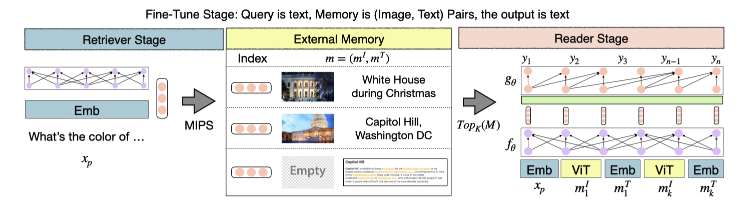 Fine-Tune Stage: Query is text, Memory is (Image, Text) Pairs, the output is text
Retriever Stage
Emb
What's the color of ...
x_p
MIPS
External Memory
Index
m = (m^I, m^T)
White House
during Christmas
Capitol Hill,
Washington DC
Empty
Capitol Hill
Top_K(M)
Reader Stage
y_1 y_2 y_3 y_{n-1} y_n
g_θ
f_θ
Emb ViT Emb ViT Emb
x_p m_1^I m_1^T m_k^I m_k^T